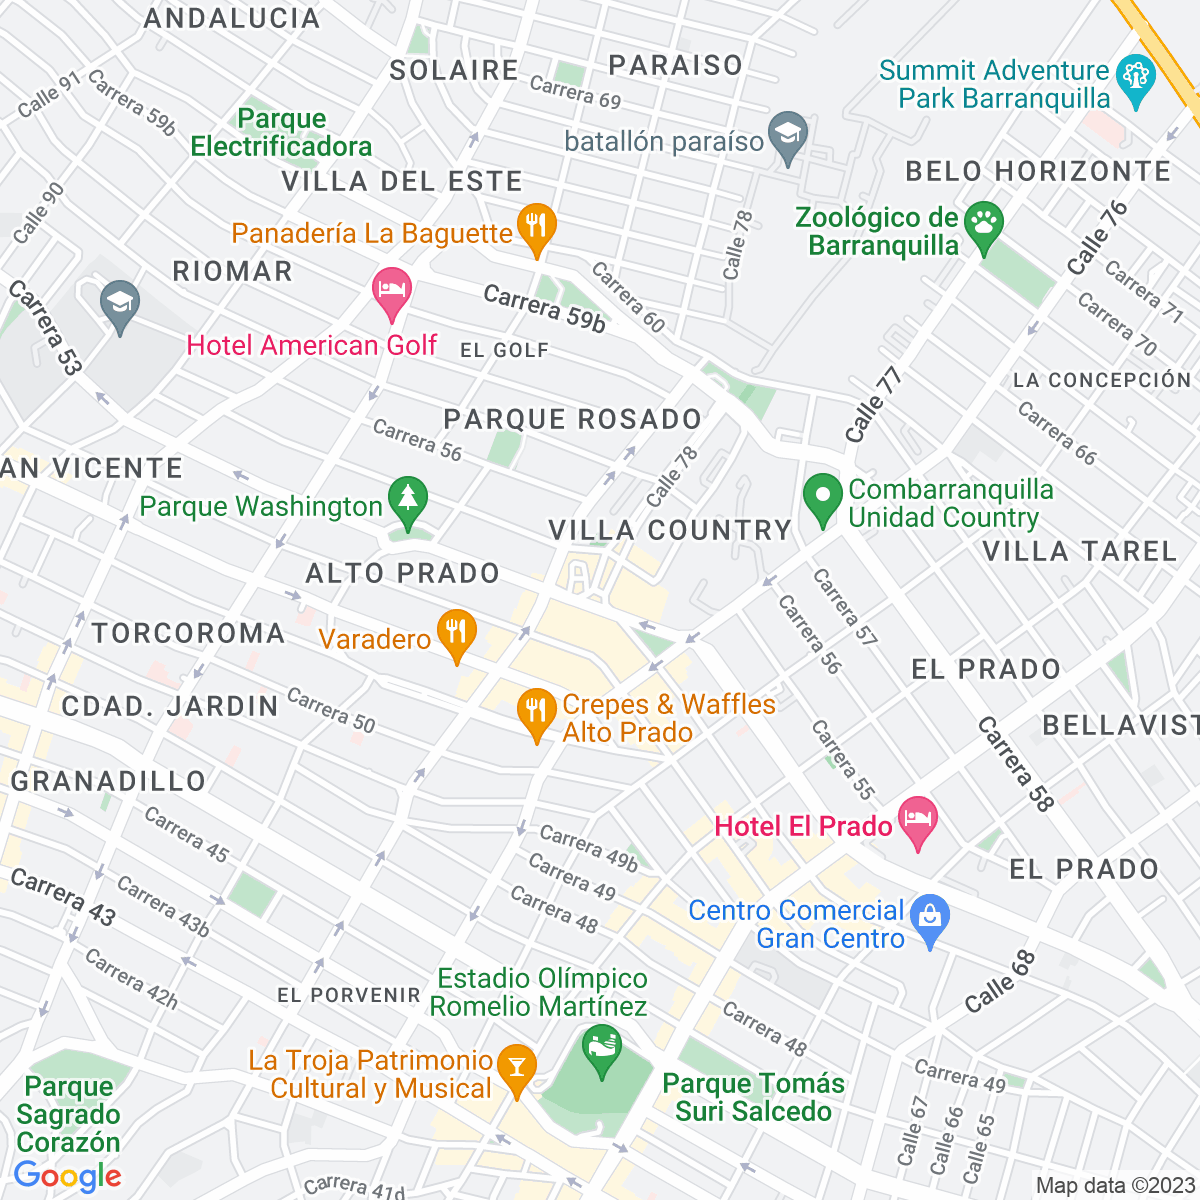 ANDALUCIA
SOLAIRE
PARAISO
Summit Adventure
Park Barranquilla
Calle 91
Carrera 59b
Carrera 69
Parque
Electrificadora
batallón paraíso
BELO HORIZONTE
VILLA DEL ESTE
Calle 90
Panadería La Baguette
Calle 78
Zoológico de
Barranquilla
Calle 76
RIOMAR
Carrera 60
Carrera 71
Carrera 53
Carrera 59b
Carrera 70
Hotel American Golf
EL GOLF
LA CONCEPCIÓN
Calle 77
PARQUE ROSADO
Carrera 56
Carrera 66
AN VICENTE
Calle 78
Parque Washington
Combarranquilla
Unidad Country
VILLA COUNTRY
VILLA TAREL
ALTO PRADO
Carrera 57
Carrera 56
TORCOROMA
Varadero
EL PRADO
CDAD. JARDIN
Carrera 50
Crepes & Waffles
Alto Prado
BELLAVIST
Carrera 55
Carrera 58
GRANADILLO
Hotel El Prado
Carrera 45
Carrera 49b
EL PRADO
Carrera 49
Carrera 43
Carrera 43b
Carrera 48
Centro Comercial
Gran Centro
Carrera 42h
Estadio Olímpico
Romelio Martínez
EL PORVENIR
Calle 68
Carrera 48
La Troja Patrimonio
Cultural y Musical
Parque Tomás
Suri Salcedo
Carrera 49
Parque
Sagrado
Corazón
Calle 67
Calle 66
Calle 65
Google
Carrera 41d
Map data ©2023